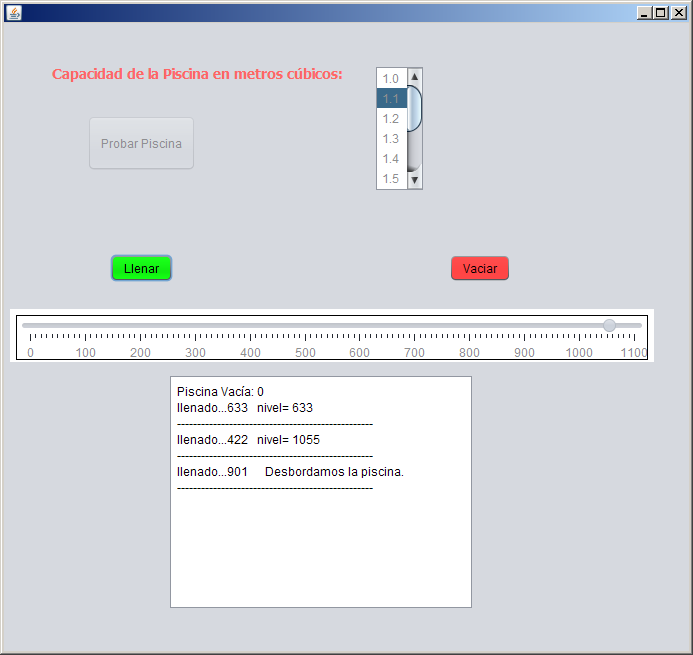 Capacidad de la Piscina en metros cúbicos:
1.0
1.1
1.2
1.3
1.4
1.5
Probar Piscina
Llenar
Vaciar
0 100 200 300 400 500 600 700 800 900 1000 1100
Piscina Vacía: 0
llenado...633 nivel= 633
-------------------------------------------------
llenado...422 nivel= 1055
-------------------------------------------------
llenado...901 Desbordamos la piscina.
-------------------------------------------------